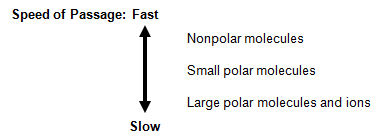 Speed of Passage: Fast
Nonpolar molecules
Small polar molecules
Large polar molecules and ions
Slow